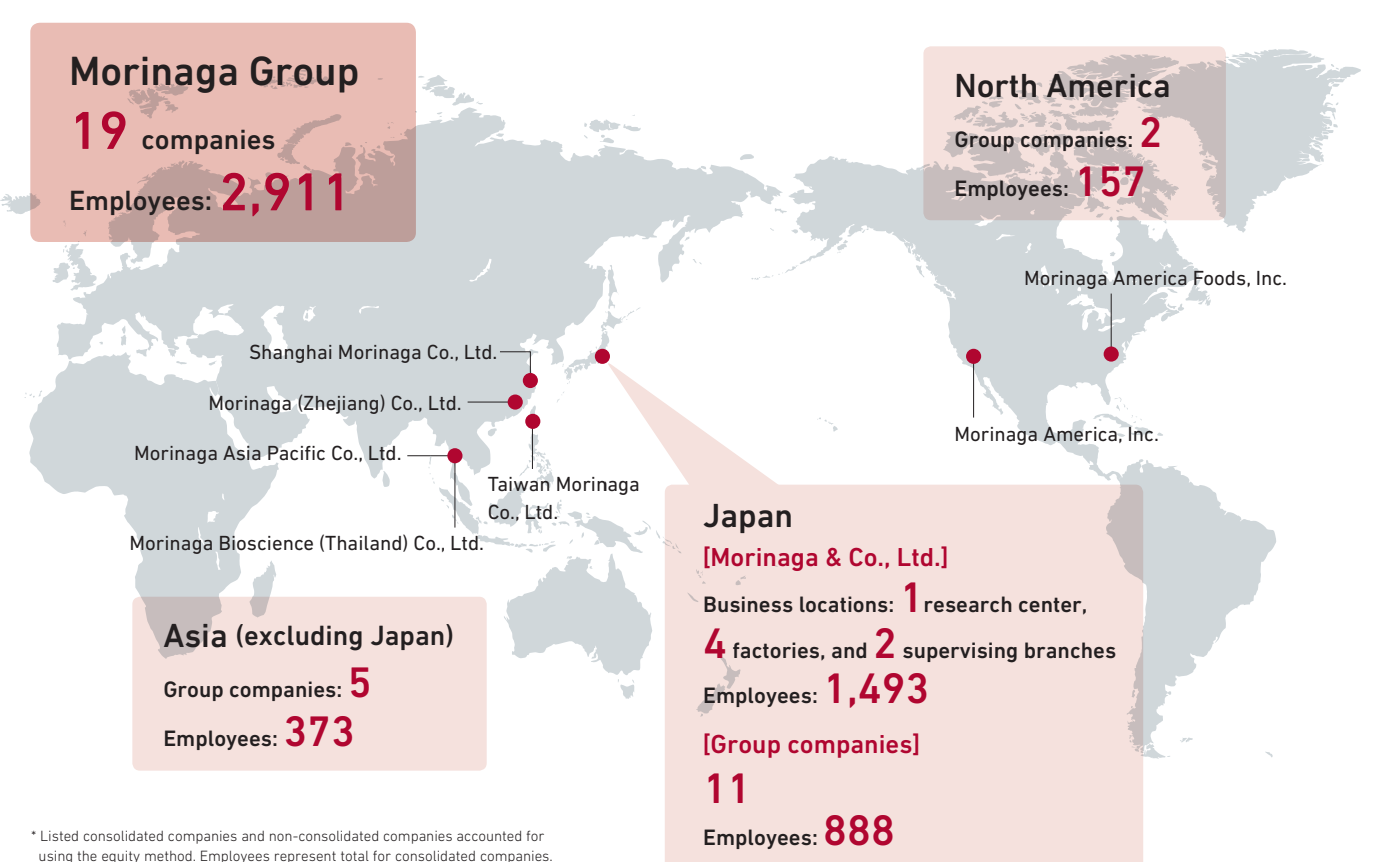 Morinaga Group
19 companies
Employees: 2,911
North America
Group companies: 2
Employees: 157
Morinaga America Foods, Inc.
Morinaga America, Inc.
Shanghai Morinaga Co., Ltd.
Morinaga (Zhejiang) Co., Ltd.
Morinaga Asia Pacific Co., Ltd.
Taiwan Morinaga
Co., Ltd.
Morinaga Bioscience (Thailand) Co., Ltd.
Asia (excluding Japan)
Group companies: 5
Employees: 373
Japan
[Morinaga & Co., Ltd.]
Business locations: 1 research center,
4 factories, and 2 supervising branches
Employees: 1,493
[Group companies]
11
Employees: 888
* Listed consolidated companies and non-consolidated companies accounted for
using the equity method. Employees represent total for consolidated companies.